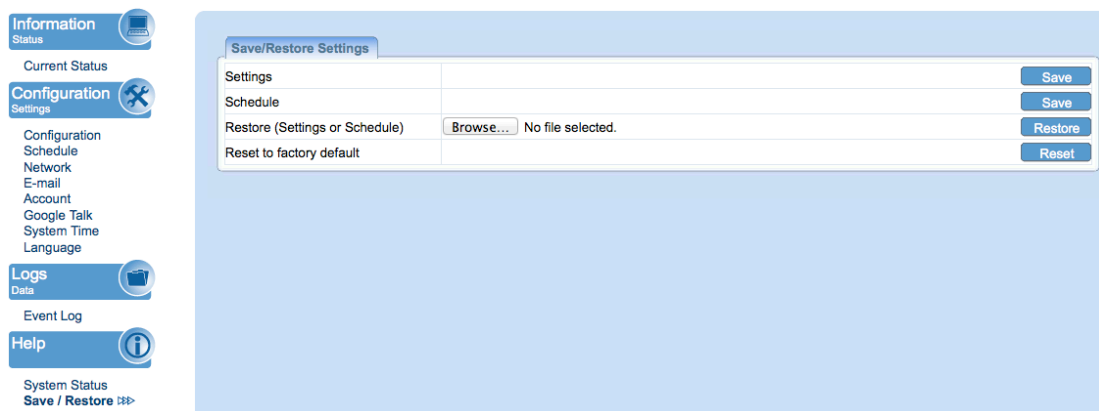 Information
Status
Current Status
Configuration
Settings
Configuration
Schedule
Network
E-mail
Account
Google Talk
System Time
Language
Logs
Data
Event Log
Help
System Status
Save / Restore
Save/Restore Settings
Settings Save
Schedule Save
Restore (Settings or Schedule) Browse... No file selected. Restore
Reset to factory default Reset